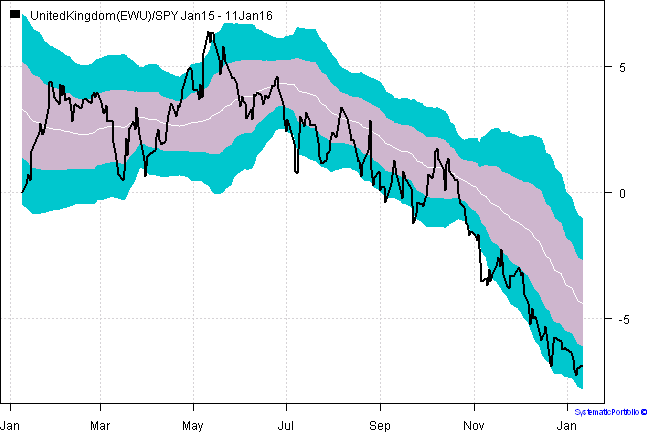 UnitedKingdom(EWU)/SPY Jan15 - 11Jan16
5
0
-5
Jan Mar May Jul Sep Nov Jan
SystematicPortfolio ©